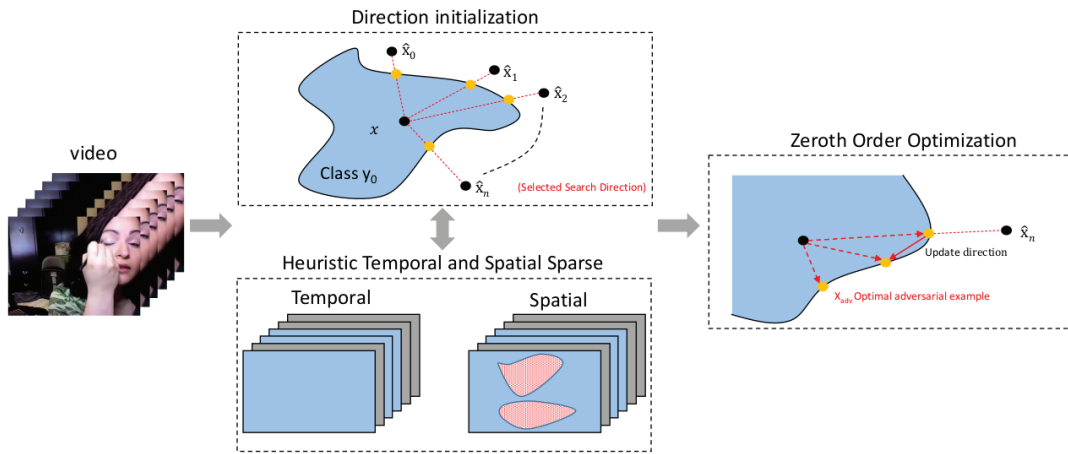 Direction initialization
x̂₀
x̂₁
x̂₂
x
Class y₀
x̂ₙ
(Selected Search Direction)
video
Heuristic Temporal and Spatial Sparse
Temporal
Spatial
Zeroth Order Optimization
x̂ₙ
Update direction
X_adv Optimal adversarial example